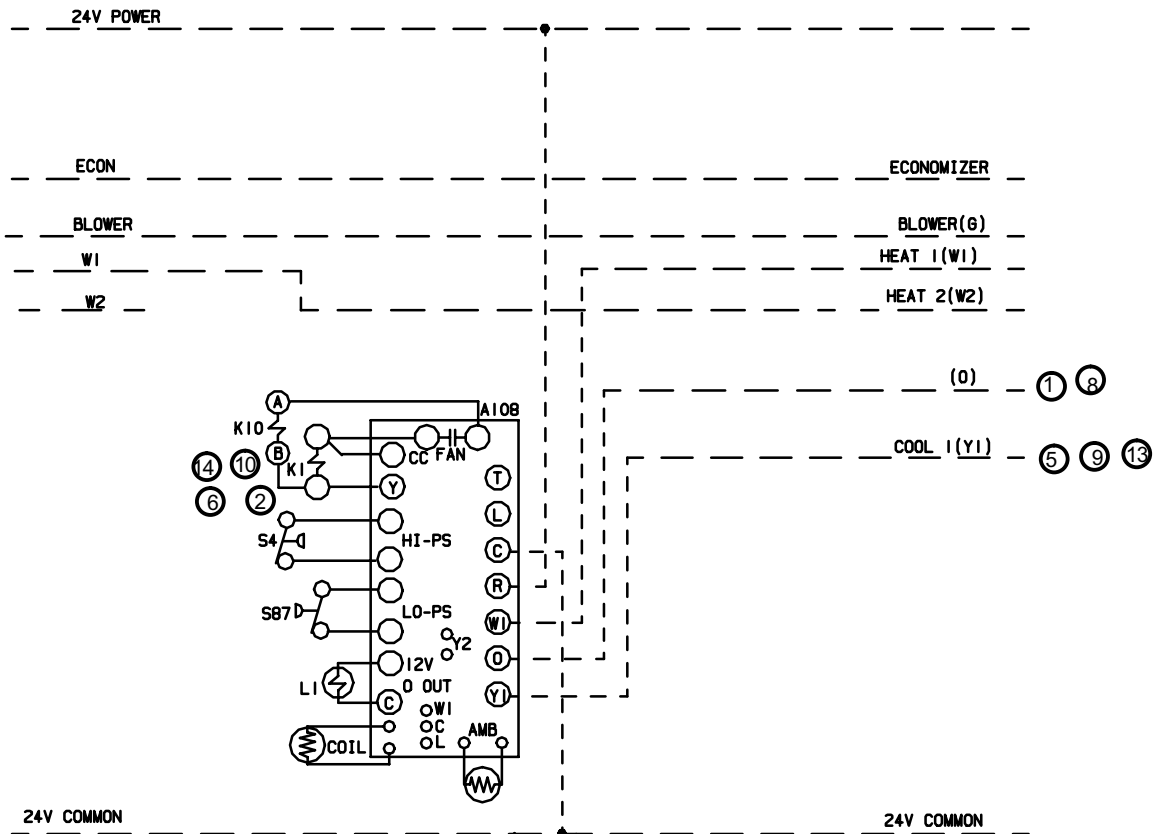 24V POWER
ECON
ECONOMIZER
BLOWER
BLOWER(G)
W1
HEAT 1(W1)
W2
HEAT 2(W2)
(O)
1 8
A
A108
K10
B
CC FAN
COOL 1(Y1)
14 10
K1
5 9 13
T
Y
6 2
L
S4
HI-PS
C
R
S87
LO-PS
W1
Y2
12V
O
L1
O OUT
Y1
C
W1
C
AMB
COIL
L
24V COMMON
24V COMMON